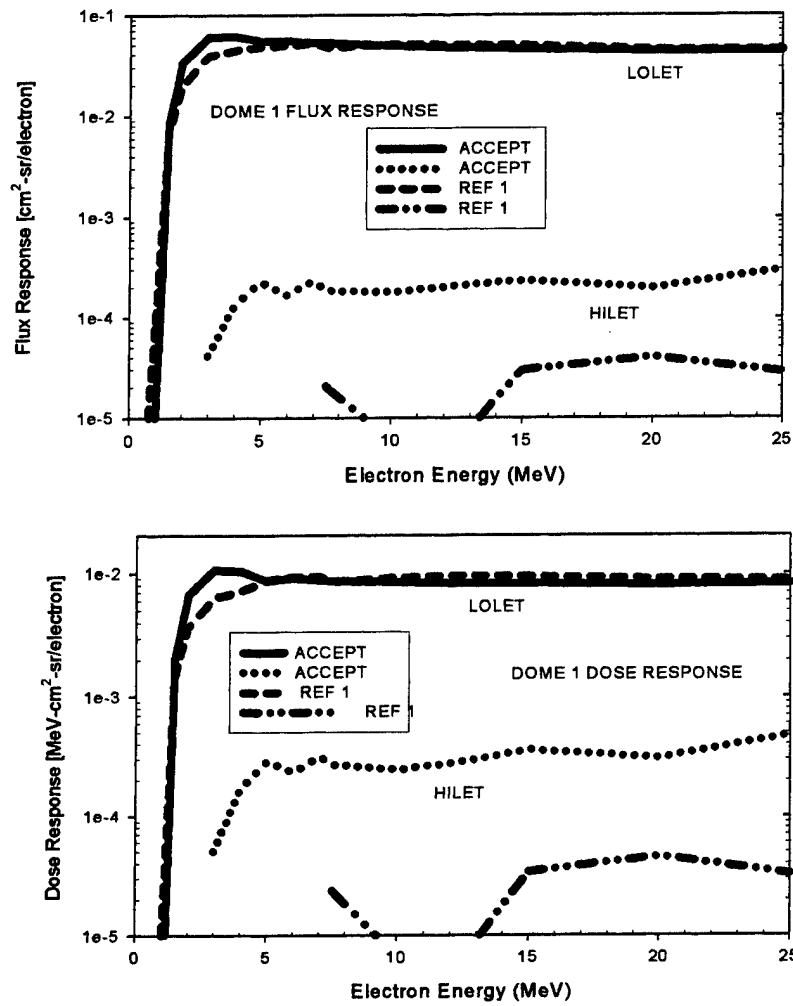 1e-1
1e-2
1e-3
1e-4
1e-5
Flux Response [cm²-sr/electron]
LOLET
DOME 1 FLUX RESPONSE
ACCEPT
ACCEPT
REF 1
REF 1
HILET
0 5 10 15 20 25
Electron Energy (MeV)
1e-2
1e-3
1e-4
1e-5
Dose Response [MeV-cm²-sr/electron]
LOLET
ACCEPT
ACCEPT
REF 1
REF 1
DOME 1 DOSE RESPONSE
HILET
0 5 10 15 20 25
Electron Energy (MeV)